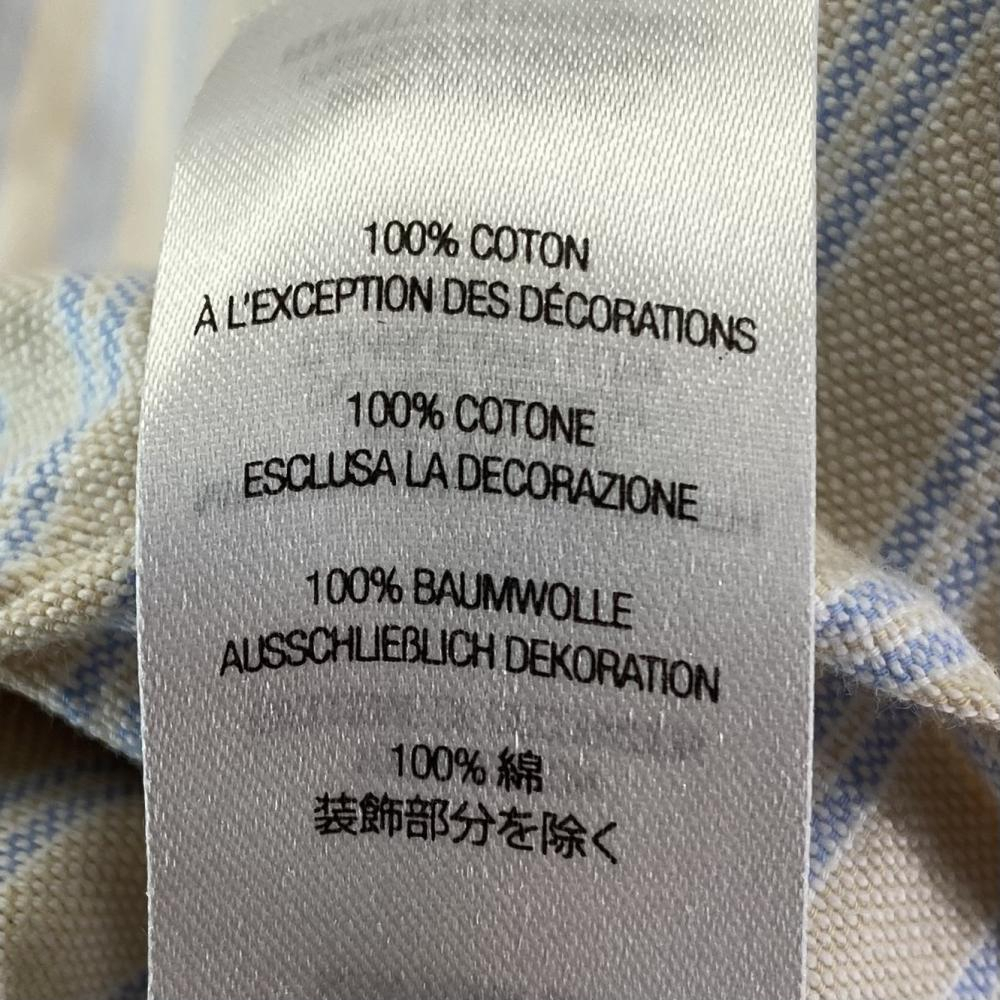 100% COTON
À L'EXCEPTION DES DÉCORATIONS
100% COTONE
ESCLUSA LA DECORAZIONE
100% BAUMWOLLE
AUSSCHLIEßLICH DEKORATION
100% 綿
装飾部分を除く